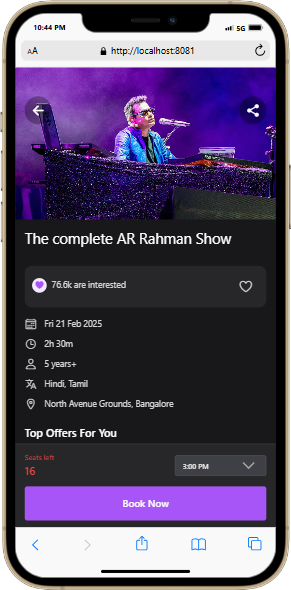 10:44 PM
5G
AA
http://localhost:8081
The complete AR Rahman Show
76.6k are interested
Fri 21 Feb 2025
2h 30m
5 years+
Hindi, Tamil
North Avenue Grounds, Bangalore
Top Offers For You
Seats left
3:00 PM
16
Book Now